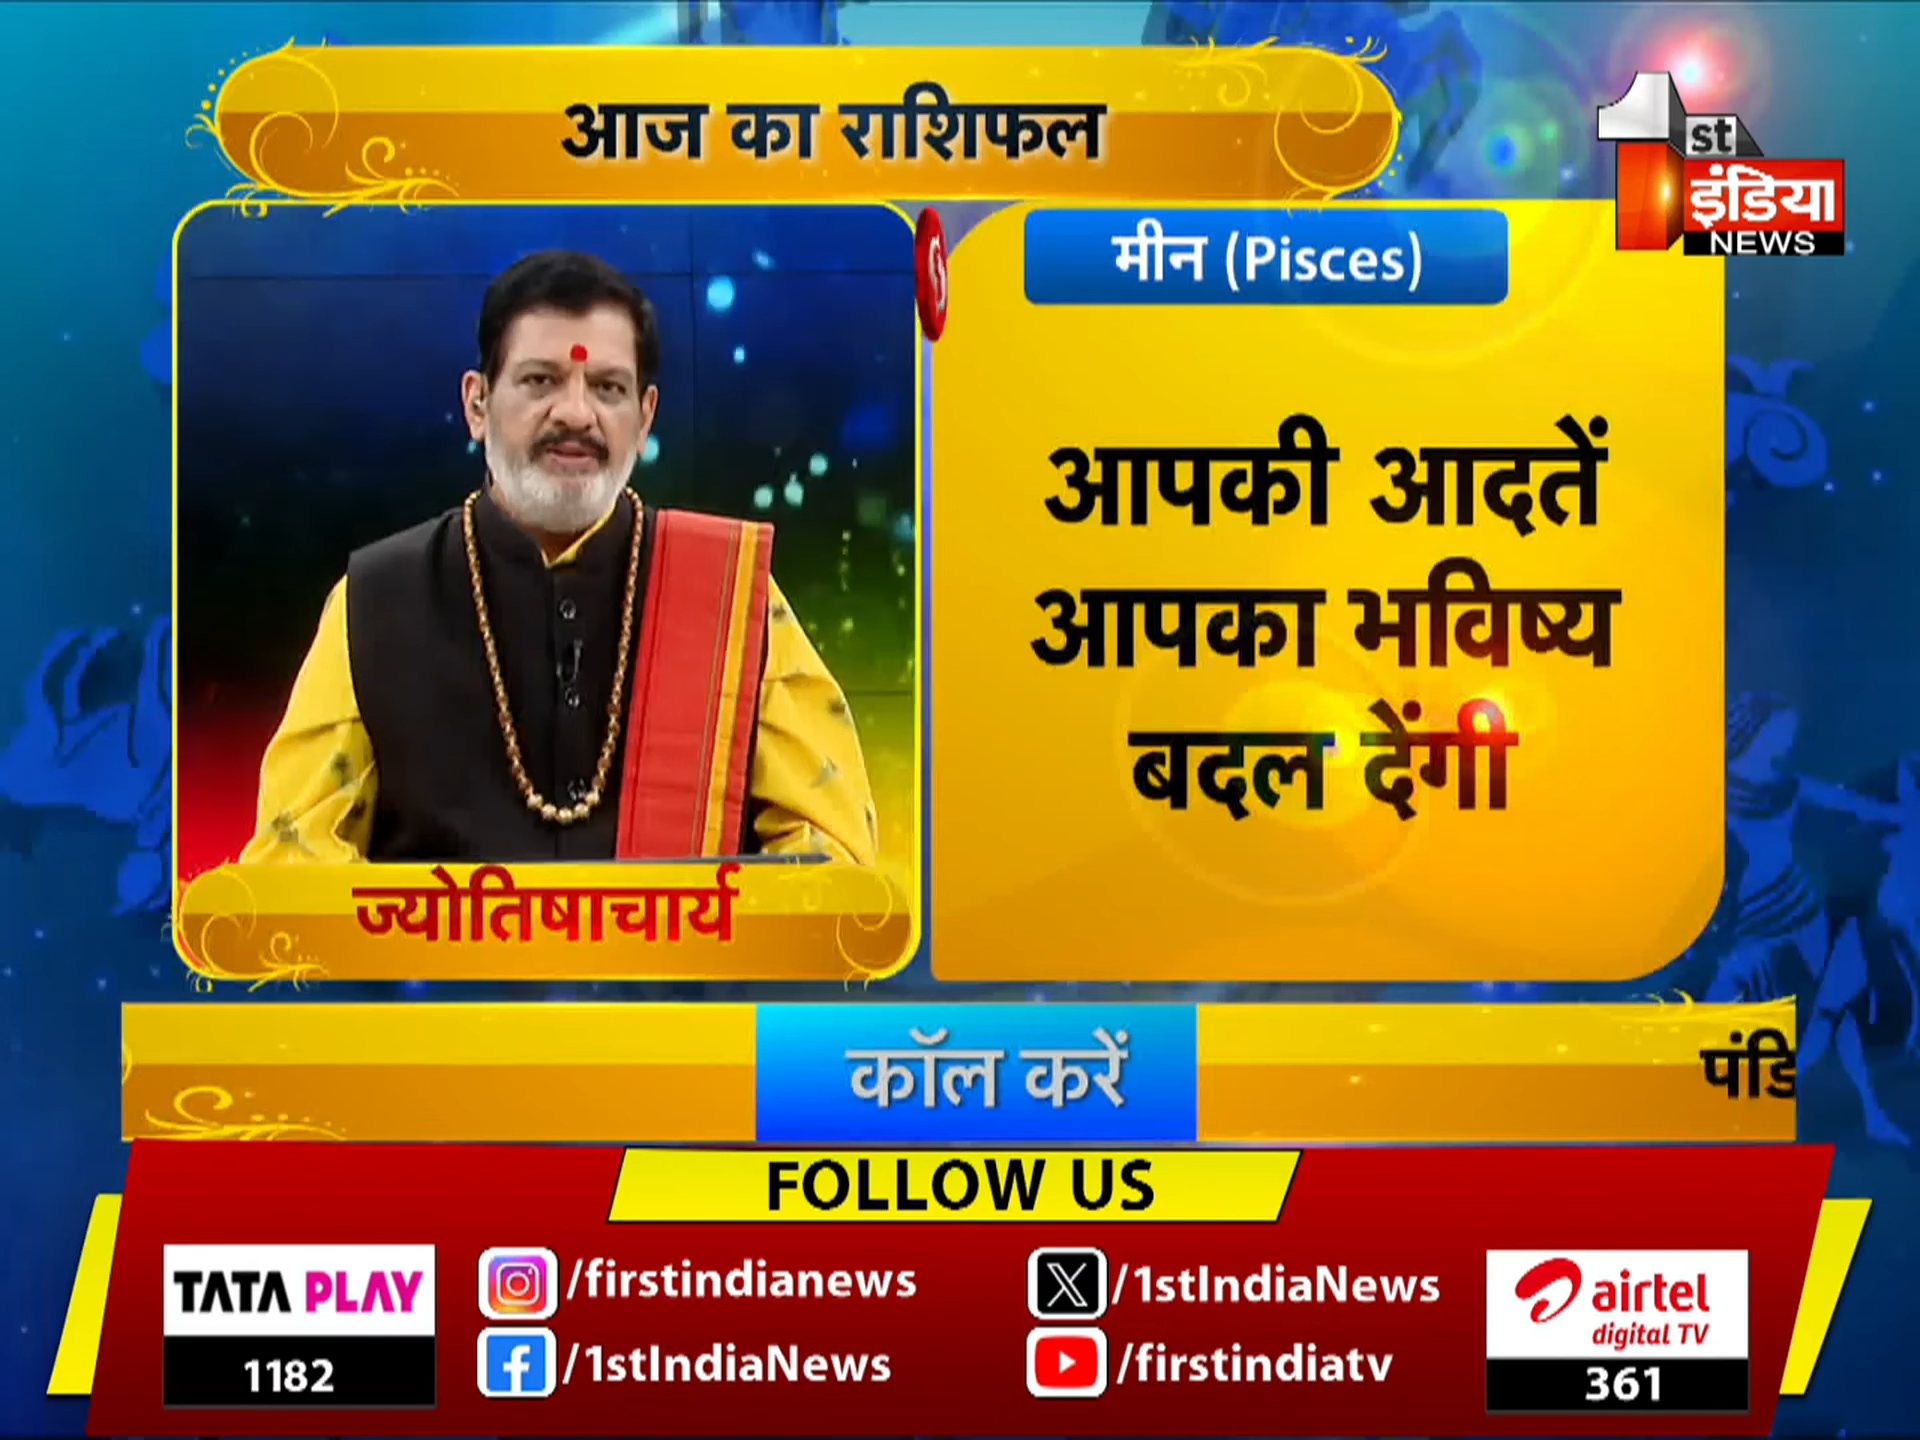 आज का राशिफल
1st
इंडिया
NEWS
मीन (Pisces)
आपकी आदतें
आपका भविष्य
बदल देंगी
ज्योतिषाचार्य
कॉल करें
FOLLOW US
TATA PLAY
1182
/firstindianews
/1stIndiaNews
/1stIndiaNews
/firstindiatv
airtel
digital TV
361